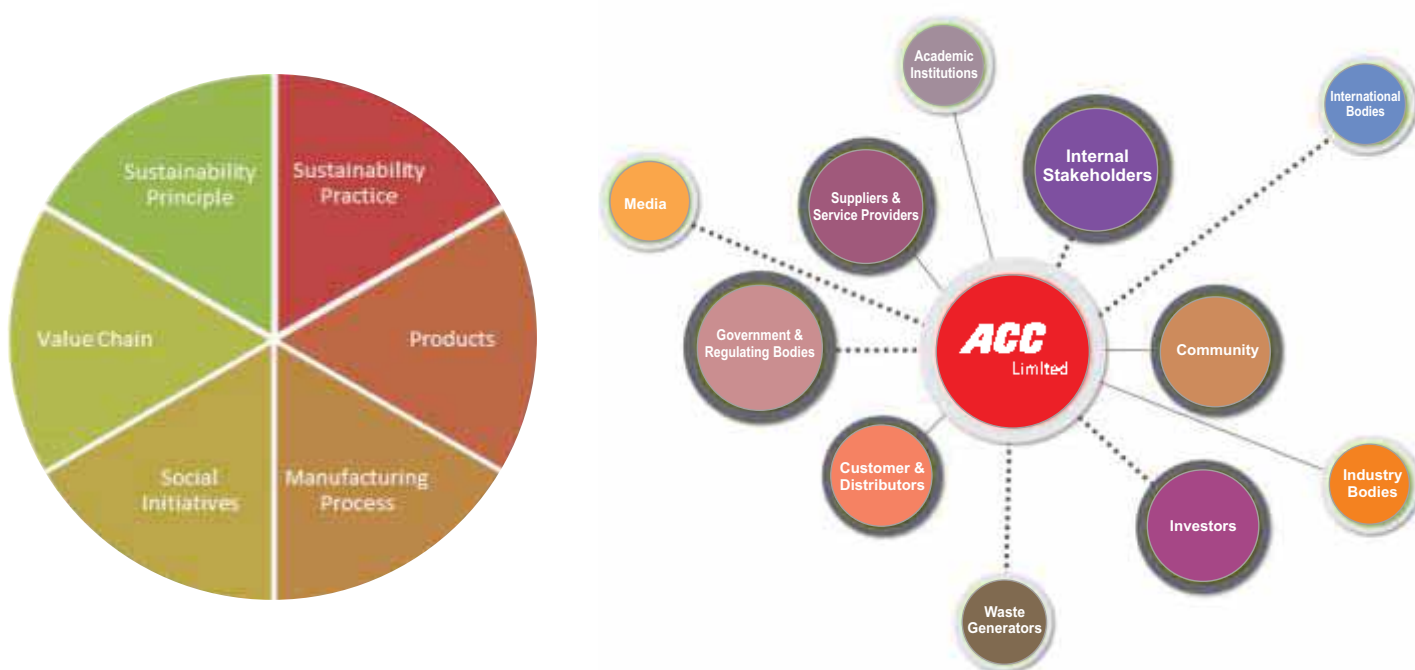 Sustainability
Principle
Sustainability
Practice
Value Chain
Products
Social
Initiatives
Manufacturing
Process
Academic
Institutions
International
Bodies
Internal
Stakeholders
Media
Suppliers &
Service Providers
Government &
Regulating Bodies
ACC
Limited
Community
Customer &
Distributors
Industry
Bodies
Investors
Waste
Generators